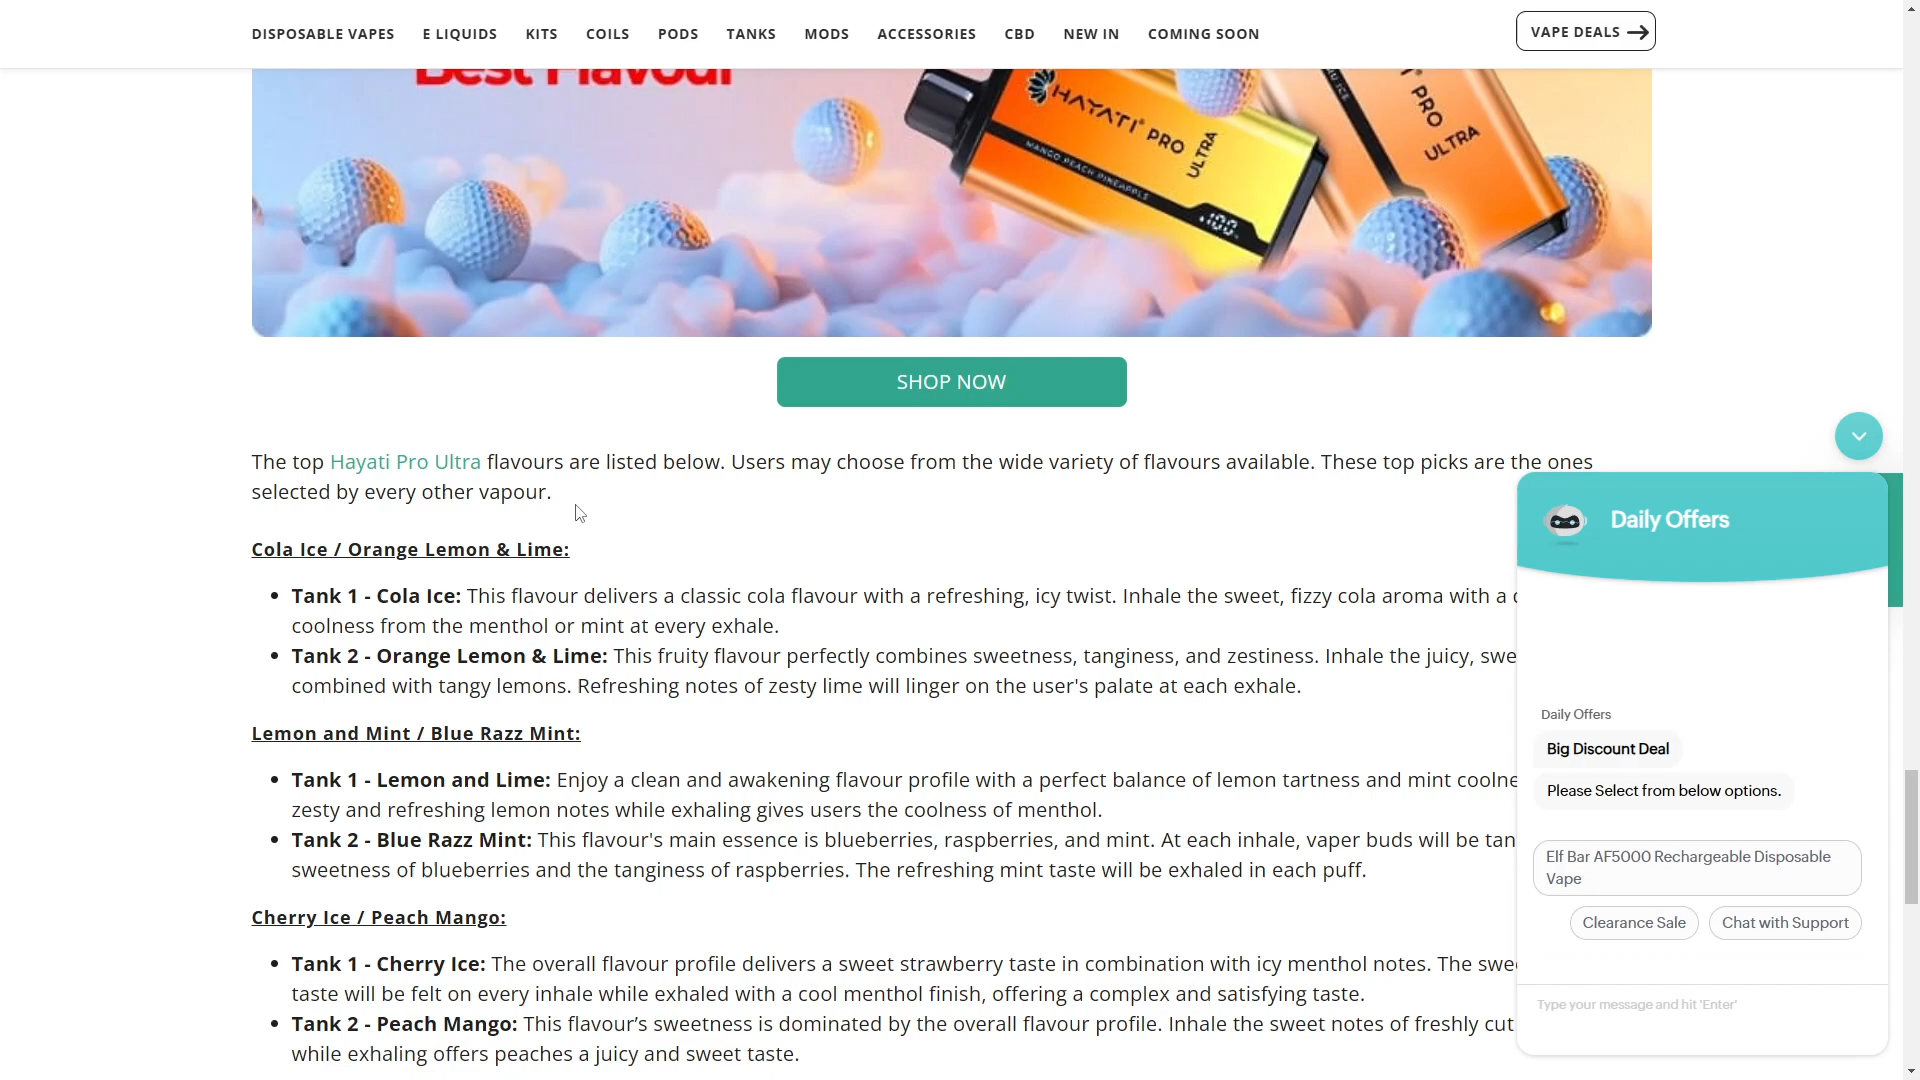 DISPOSABLE VAPES E LIQUIDS KITS COILS PODS TANKS MODS ACCESSORIES CBD NEW IN COMING SOON VAPE DEALS
Best Flavour
HAYATI PRO ULTRA
MANGO PEACH PINEAPPLE
100
PRO ULTRA
SHOP NOW
The top Hayati Pro Ultra flavours are listed below. Users may choose from the wide variety of flavours available. These top picks are the ones
selected by every other vapour.
Cola Ice / Orange Lemon & Lime:
Tank 1 - Cola Ice: This flavour delivers a classic cola flavour with a refreshing, icy twist. Inhale the sweet, fizzy cola aroma with a
coolness from the menthol or mint at every exhale.
Tank 2 - Orange Lemon & Lime: This fruity flavour perfectly combines sweetness, tanginess, and zestiness. Inhale the juicy, swe
combined with tangy lemons. Refreshing notes of zesty lime will linger on the user's palate at each exhale.
Lemon and Mint / Blue Razz Mint:
Tank 1 - Lemon and Lime: Enjoy a clean and awakening flavour profile with a perfect balance of lemon tartness and mint coolne
zesty and refreshing lemon notes while exhaling gives users the coolness of menthol.
Tank 2 - Blue Razz Mint: This flavour's main essence is blueberries, raspberries, and mint. At each inhale, vaper buds will be tan
sweetness of blueberries and the tanginess of raspberries. The refreshing mint taste will be exhaled in each puff.
Cherry Ice / Peach Mango:
Tank 1 - Cherry Ice: The overall flavour profile delivers a sweet strawberry taste in combination with icy menthol notes. The swe
taste will be felt on every inhale while exhaled with a cool menthol finish, offering a complex and satisfying taste.
Tank 2 - Peach Mango: This flavour’s sweetness is dominated by the overall flavour profile. Inhale the sweet notes of freshly cut
while exhaling offers peaches a juicy and sweet taste.
Daily Offers
Daily Offers
Big Discount Deal
Please Select from below options.
Elf Bar AF5000 Rechargeable Disposable
Vape
Clearance Sale Chat with Support
Type your message and hit 'Enter'